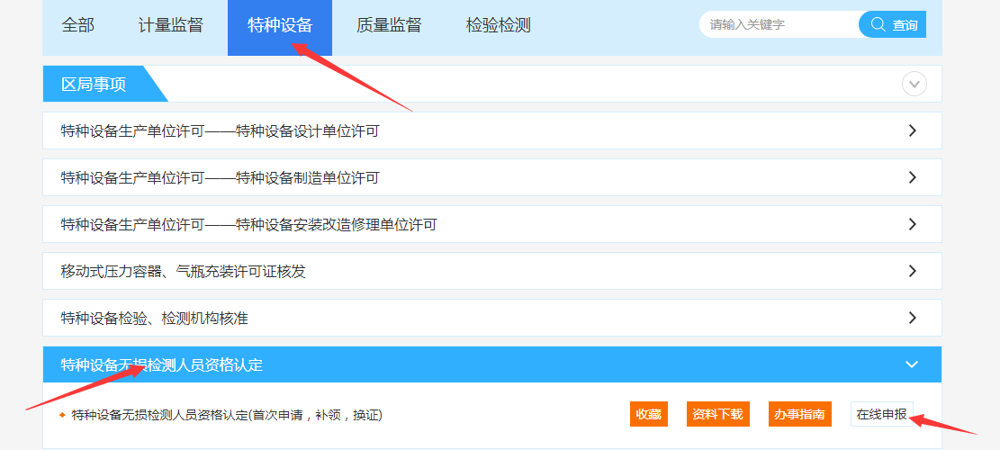 全部 计量监督 特种设备 质量监督 检验检测 请输入关键字 查询
区局事项
特种设备生产单位许可——特种设备设计单位许可
特种设备生产单位许可——特种设备制造单位许可
特种设备生产单位许可——特种设备安装改造修理单位许可
移动式压力容器、气瓶充装许可证核发
特种设备检验、检测机构核准
特种设备无损检测人员资格认定
特种设备无损检测人员资格认定(首次申请，补领，换证) 收藏 资料下载 办事指南 在线申报